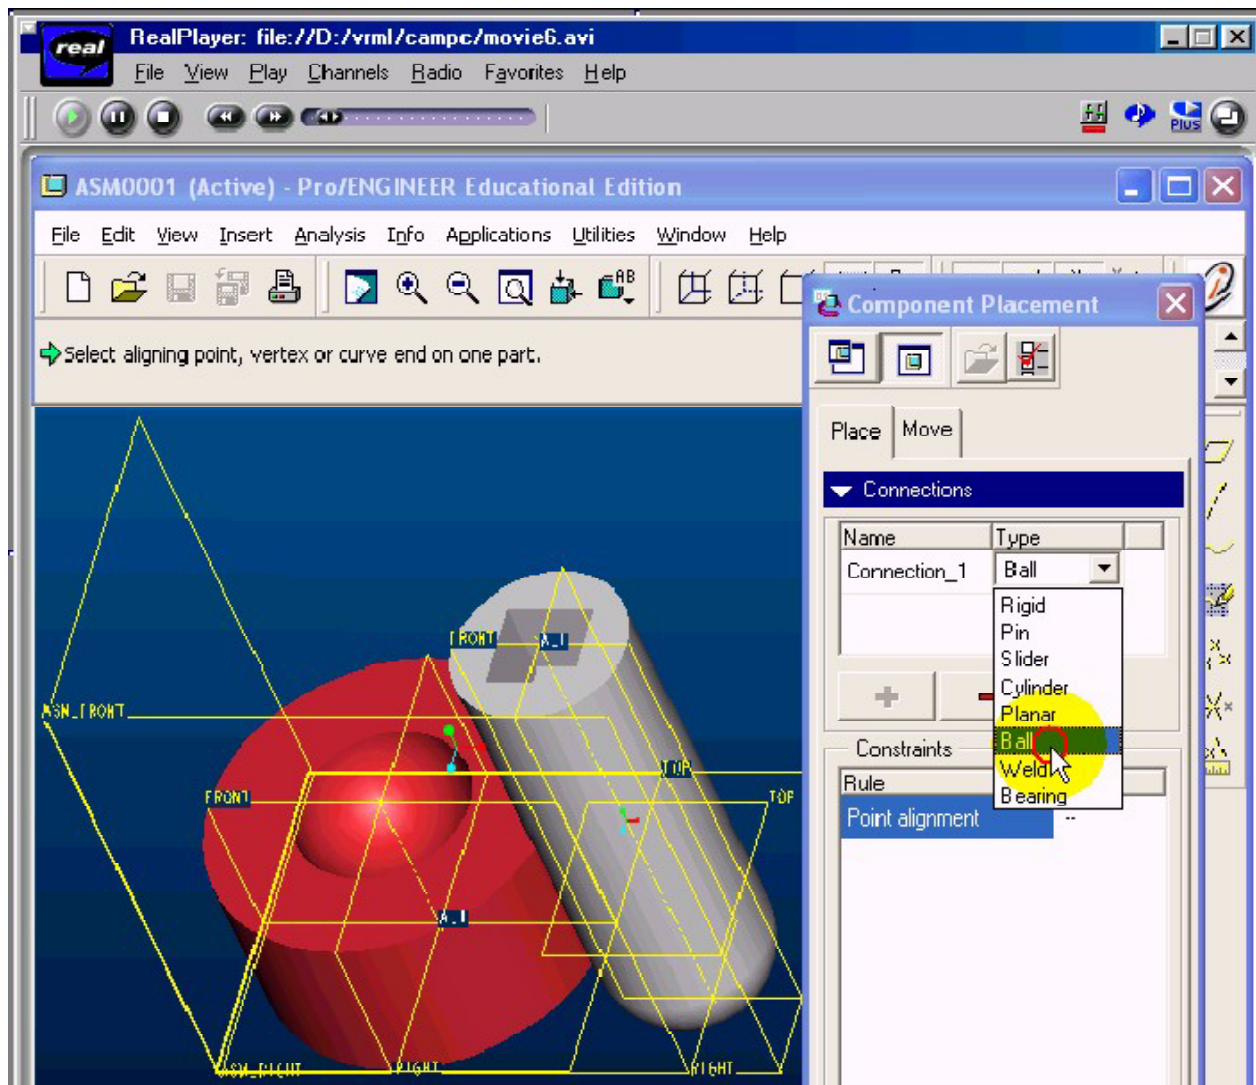 real
RealPlayer: file://D:/vrml/campc/movie6.avi
File View Play Channels Radio Favorites Help
PLUS
ASM0001 (Active) - Pro/ENGINEER Educational Edition
File Edit View Insert Analysis Info Applications Utilities Window Help
AB
Component Placement
Select aligning point, vertex or curve end on one part.
Place Move
Connections
Name Type
Connection_1 Ball
Rigid
Pin
Slider
Cylinder
Planar
Ball
Weld
Bearing
Constraints
Rule
Point alignment --
FRONT A_1
ASM_FRONT
TOP
FRONT TOP
A_1
ASM_RIGHT RIGHT RIGHT